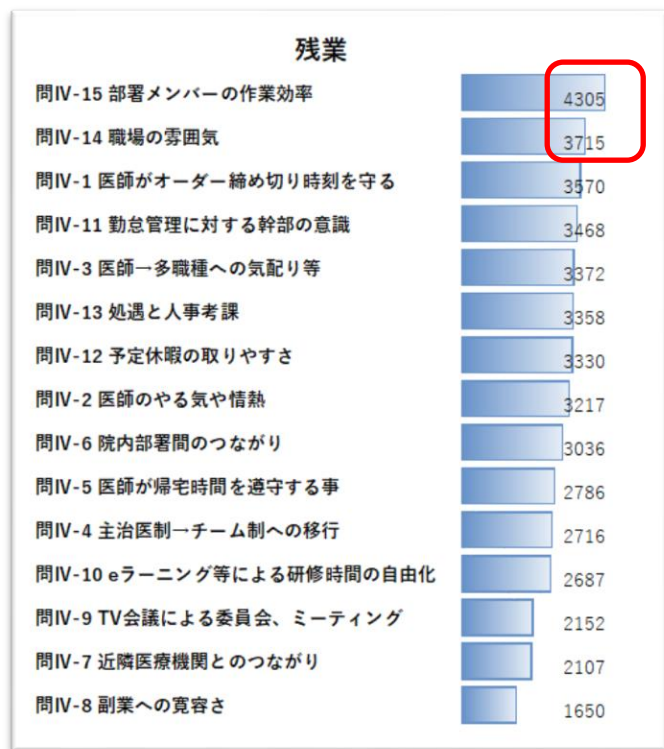 残業
問Ⅳ-15 部署メンバーの作業効率 4305
問Ⅳ-14 職場の雰囲気 3715
問Ⅳ-1 医師がオーダー締め切り時刻を守る 3570
問Ⅳ-11 勤怠管理に対する幹部の意識 3468
問Ⅳ-3 医師→多職種への気配り等 3372
問Ⅳ-13 処遇と人事考課 3358
問Ⅳ-12 予定休暇の取りやすさ 3330
問Ⅳ-2 医師のやる気や情熱 3217
問Ⅳ-6 院内部署間のつながり 3036
問Ⅳ-5 医師が帰宅時間を遵守する事 2786
問Ⅳ-4 主治医制→チーム制への移行 2716
問Ⅳ-10 eラーニング等による研修時間の自由化 2687
問Ⅳ-9 TV会議による委員会、ミーティング 2152
問Ⅳ-7 近隣医療機関とのつながり 2107
問Ⅳ-8 副業への寛容さ 1650